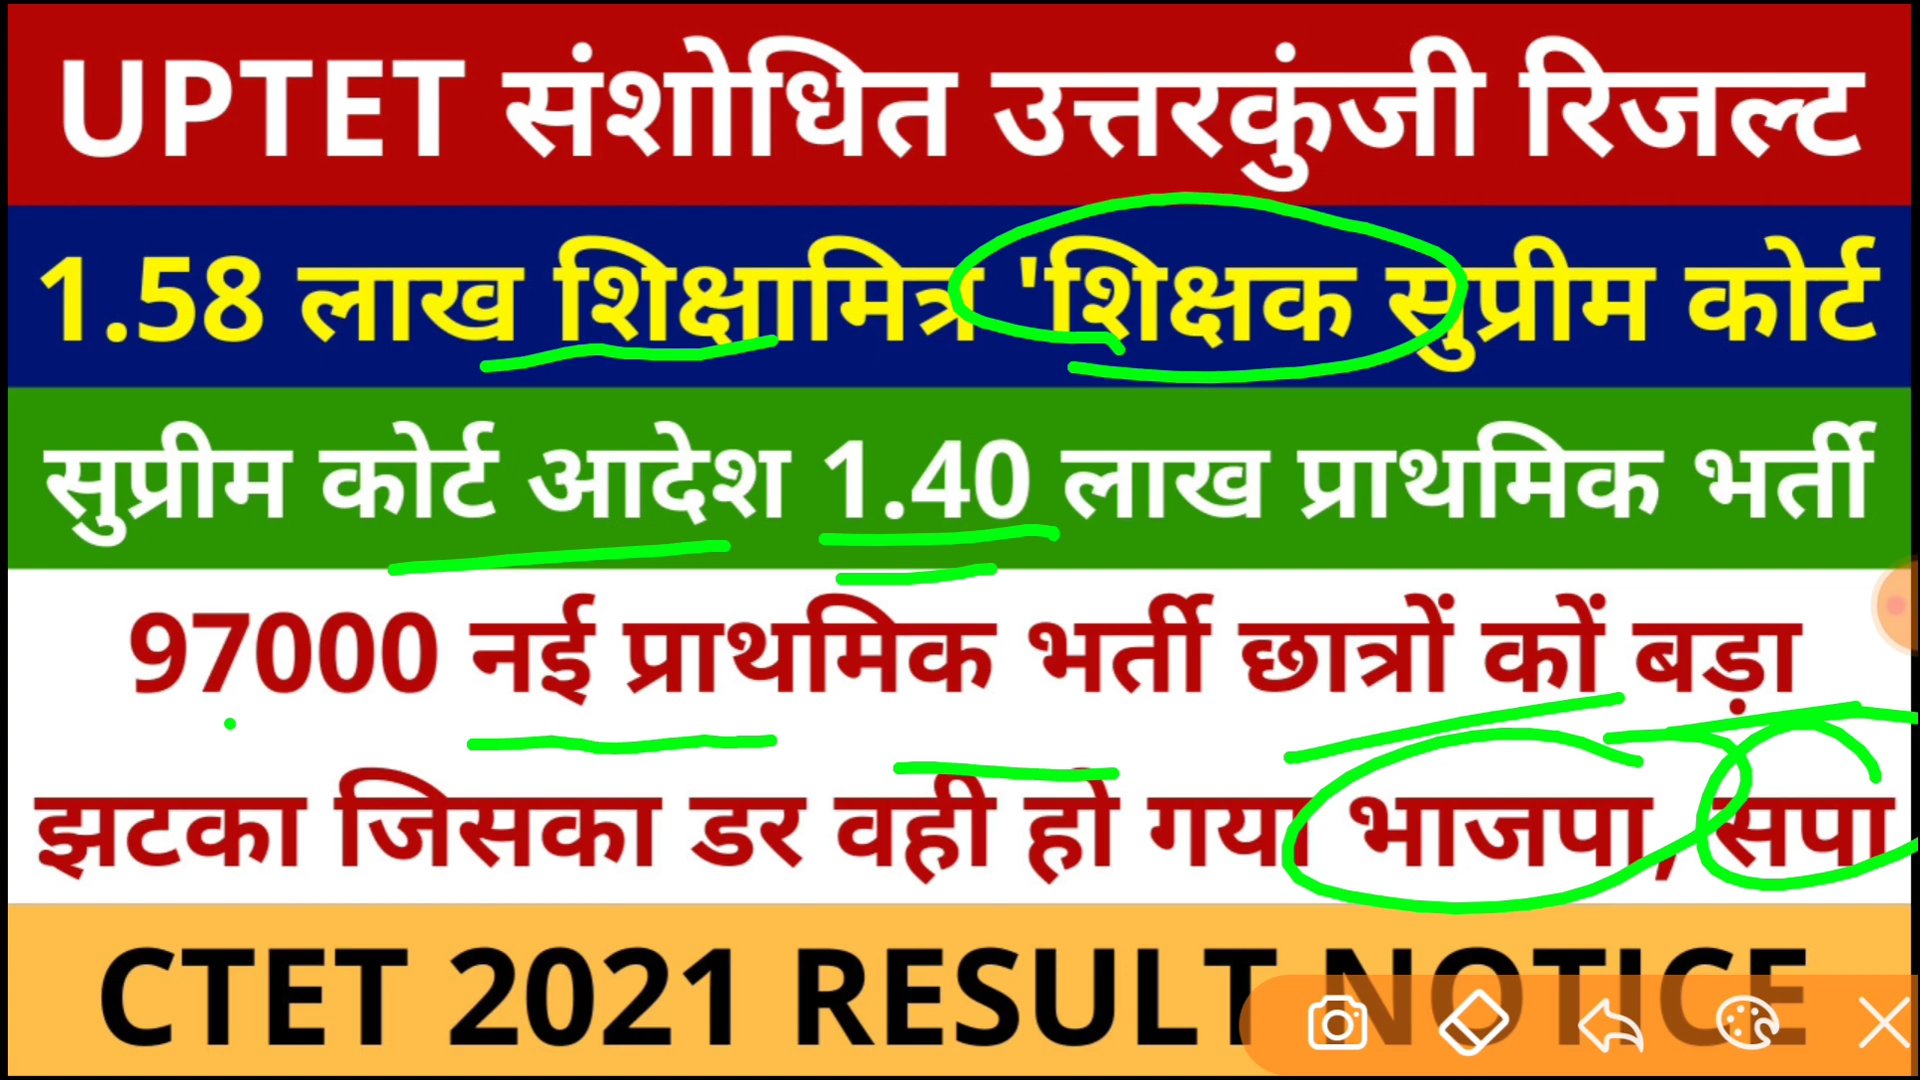 UPTET संशोधित उत्तरकुंजी रिजल्ट
1.58 लाख शिक्षामित्र 'शिक्षक सुप्रीम कोर्ट
सुप्रीम कोर्ट आदेश 1.40 लाख प्राथमिक भर्ती
97000 नई प्राथमिक भर्ती छात्रों कों बड़ा
झटका जिसका डर वही हो गया भाजपा, सपा
CTET 2021 RESULT NOTICE